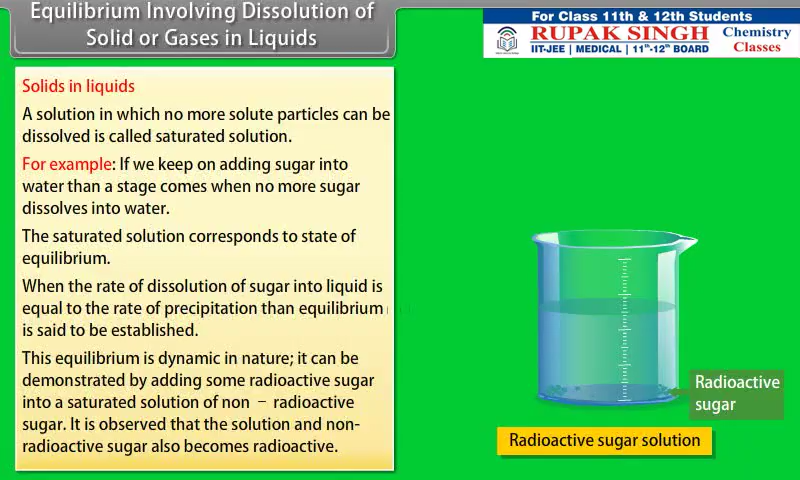 Equilibrium Involving Dissolution of
Solid or Gases in Liquids
For Class 11th & 12th Students
RUPAK SINGH
IIT-JEE | MEDICAL | 11th-12th BOARD
Chemistry
Classes
Solids in liquids
A solution in which no more solute particles can be
dissolved is called saturated solution.
For example: If we keep on adding sugar into
water than a stage comes when no more sugar
dissolves into water.
The saturated solution corresponds to state of
equilibrium.
When the rate of dissolution of sugar into liquid is
equal to the rate of precipitation than equilibrium
is said to be established.
This equilibrium is dynamic in nature; it can be
demonstrated by adding some radioactive sugar
into a saturated solution of non – radioactive
sugar. It is observed that the solution and non-
radioactive sugar also becomes radioactive.
Radioactive
sugar
Radioactive sugar solution